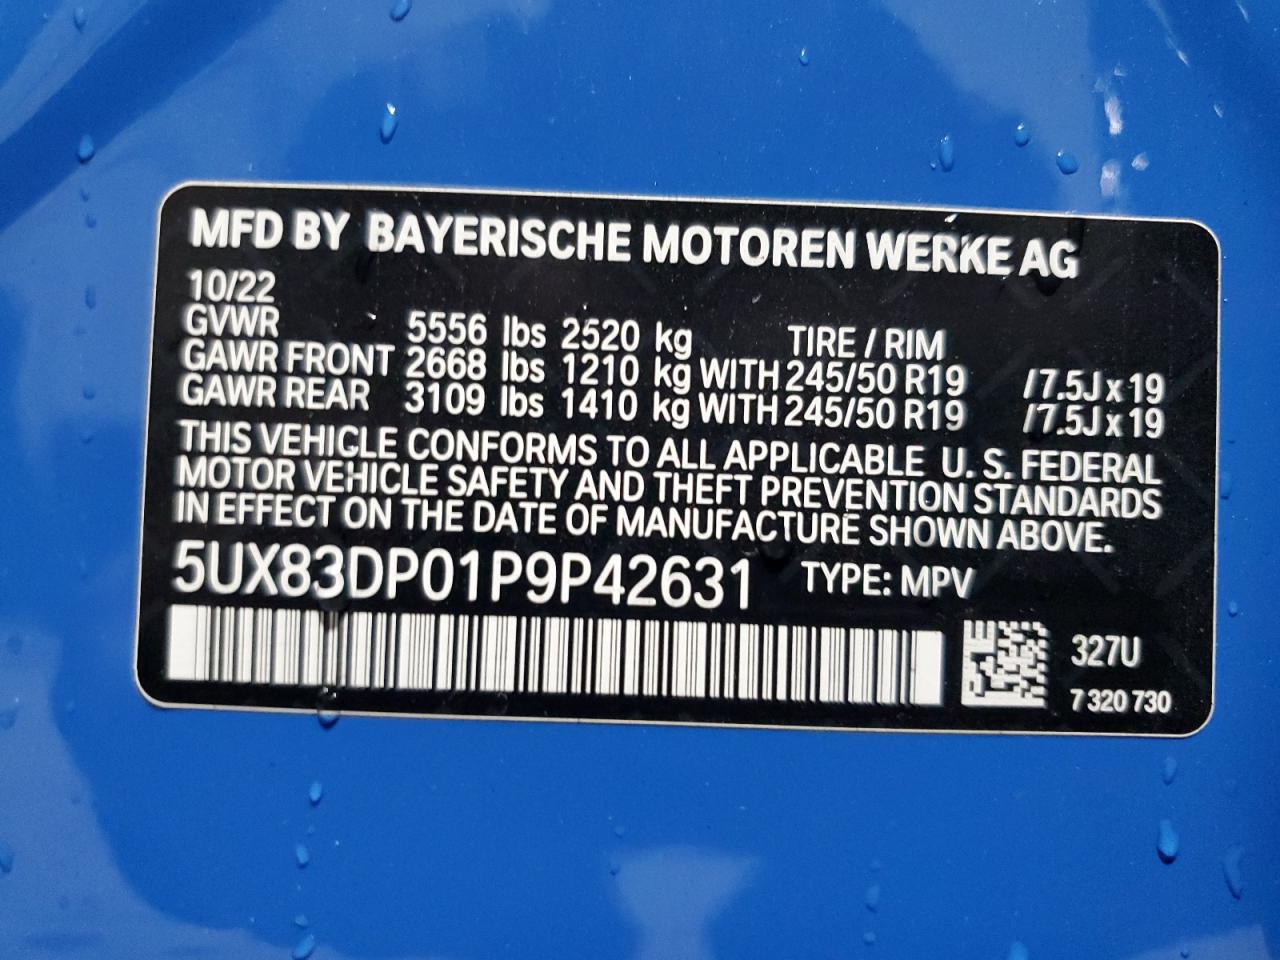 MFD BY BAYERISCHE MOTOREN WERKE AG
10/22
GVWR 5556 lbs 2520 kg TIRE / RIM
GAWR FRONT 2668 lbs 1210 kg WITH 245/50 R19 /7.5J x 19
GAWR REAR 3109 lbs 1410 kg WITH 245/50 R19 /7.5J x 19
THIS VEHICLE CONFORMS TO ALL APPLICABLE U. S. FEDERAL
MOTOR VEHICLE SAFETY AND THEFT PREVENTION STANDARDS
IN EFFECT ON THE DATE OF MANUFACTURE SHOWN ABOVE.
5UX83DP01P9P42631 TYPE: MPV
327U
7 320 730